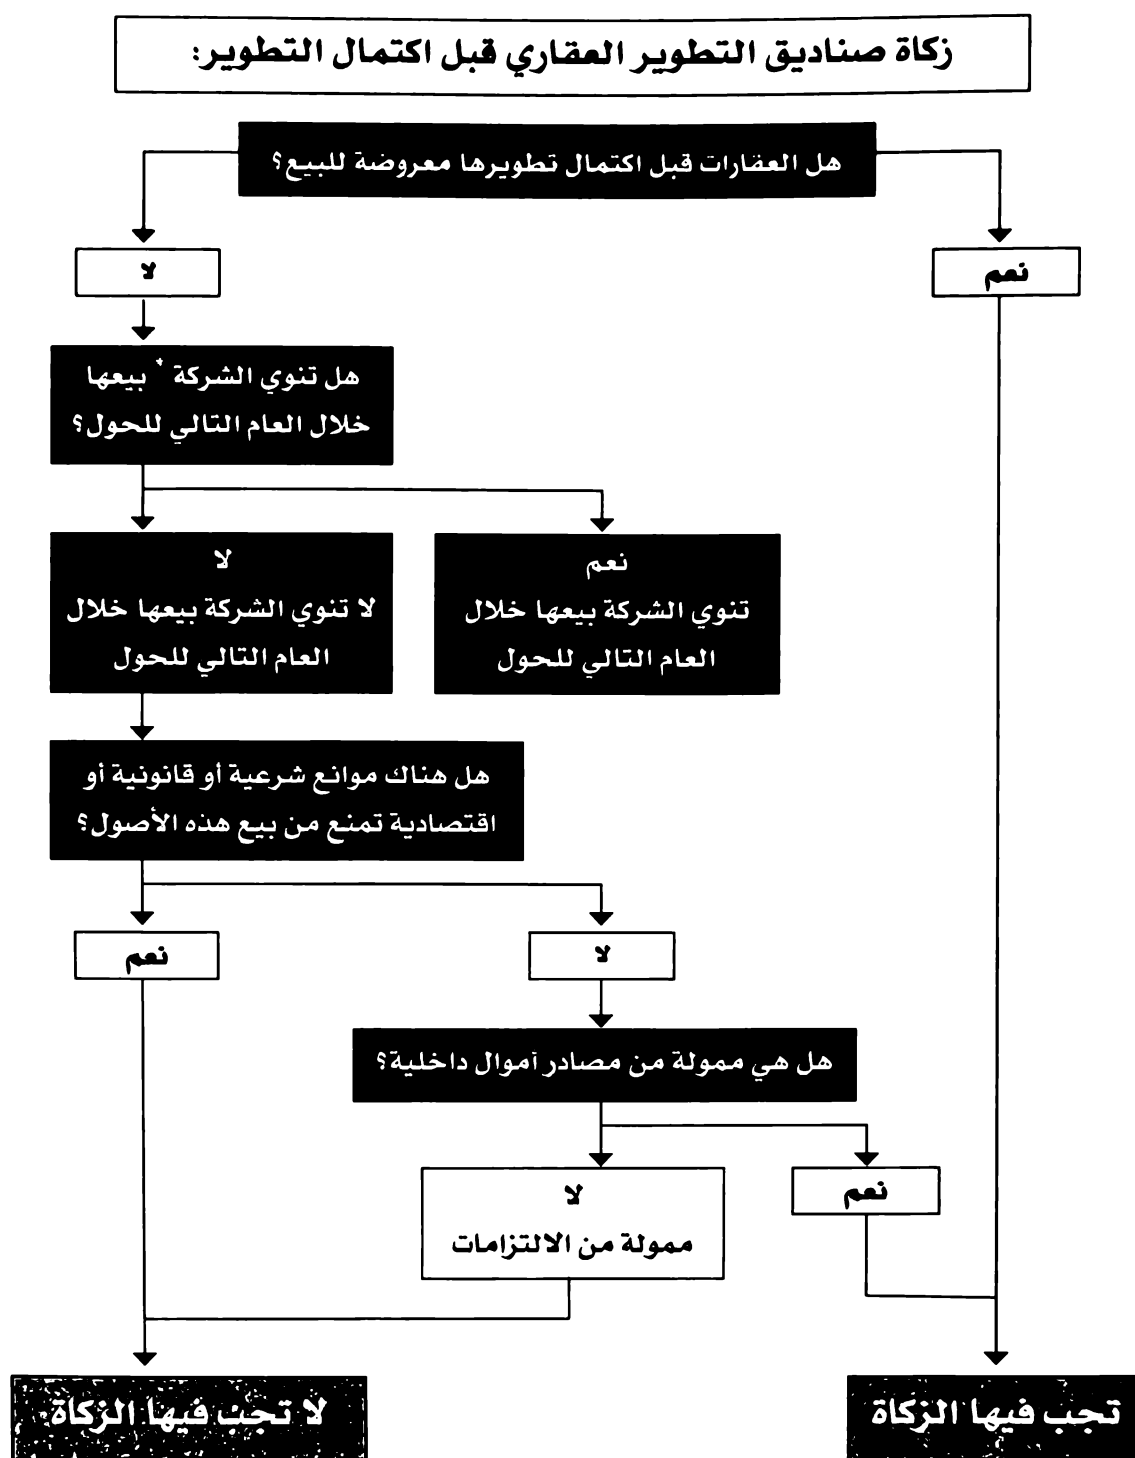 زكاة صناديق التطوير العقاري قبل اكتمال التطوير:
هل العقارات قبل اكتمال تطويرها معروضة للبيع؟
نعم
لا
هل تنوي الشركة * بيعها
خلال العام التالي للحول؟
نعم
تنوي الشركة بيعها خلال
العام التالي للحول
لا
لا تنوي الشركة بيعها خلال
العام التالي للحول
هل هناك موانع شرعية أو قانونية أو
اقتصادية تمنع من بيع هذه الأصول؟
لا
نعم
هل هي ممولة من مصادر أموال داخلية؟
نعم
لا
ممولة من الالتزامات
تجب فيها الزكاة
لا تجب فيها الزكاة